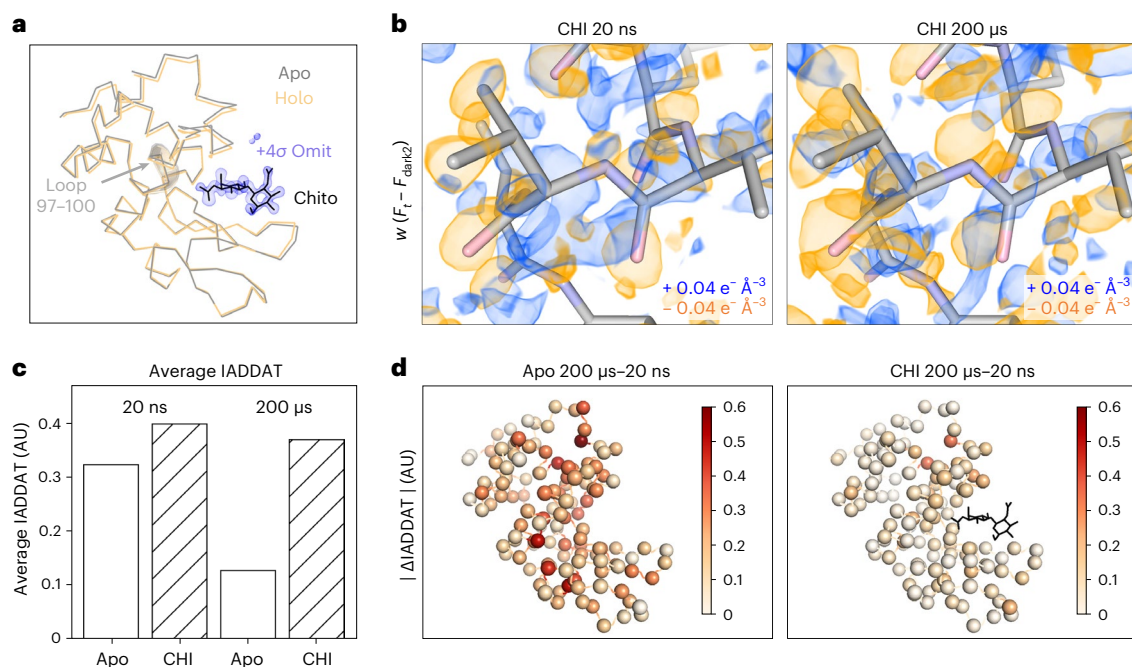 a
Apo
Holo
+4σ Omit
Loop
97–100
Chito
b
CHI 20 ns
CHI 200 µs
w (Ft – Fdark2)
+ 0.04 e– Å–3
– 0.04 e– Å–3
+ 0.04 e– Å–3
– 0.04 e– Å–3
c
Average IADDAT
20 ns
200 µs
Average IADDAT (AU)
0.4
0.3
0.2
0.1
0
Apo
CHI
Apo
CHI
d
Apo 200 µs–20 ns
CHI 200 µs–20 ns
| ΔIADDAT | (AU)
0.6
0.5
0.4
0.3
0.2
0.1
0
0.6
0.5
0.4
0.3
0.2
0.1
0